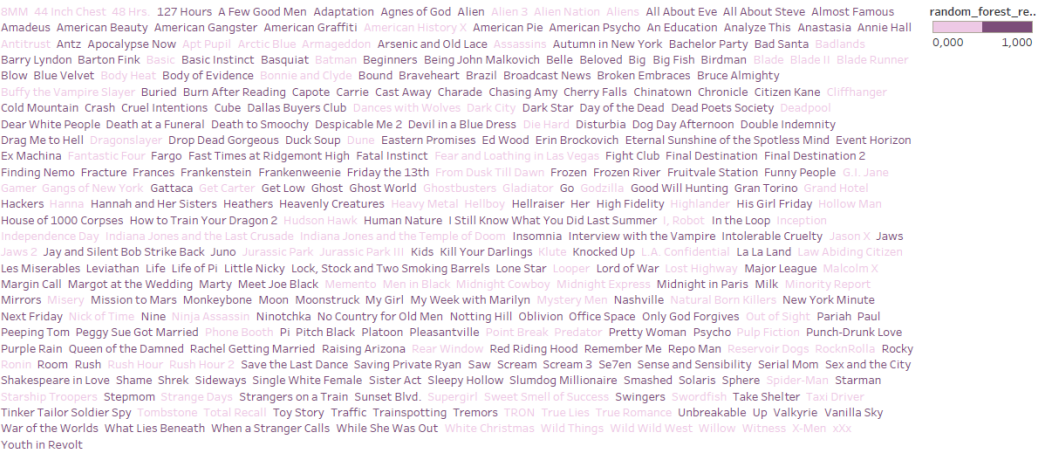 8MM 44 Inch Chest 48 Hrs. 127 Hours A Few Good Men Adaptation Agnes of God Alien Alien 3 Alien Nation Aliens All About Eve All About Steve Almost Famous
Amadeus American Beauty American Gangster American Graffiti American History X American Pie American Psycho An Education Analyze This Anastasia Annie Hall
Antitrust Antz Apocalypse Now Apt Pupil Arctic Blue Armageddon Arsenic and Old Lace Assassins Autumn in New York Bachelor Party Bad Santa Badlands
Barry Lyndon Barton Fink Basic Basic Instinct Basquiat Batman Beginners Being John Malkovich Belle Beloved Big Big Fish Birdman Blade Blade II Blade Runner
Blow Blue Velvet Body Heat Body of Evidence Bonnie and Clyde Bound Braveheart Brazil Broadcast News Broken Embraces Bruce Almighty
Buffy the Vampire Slayer Buried Burn After Reading Capote Carrie Cast Away Charade Chasing Amy Cherry Falls Chinatown Chronicle Citizen Kane Cliffhanger
Cold Mountain Crash Cruel Intentions Cube Dallas Buyers Club Dances with Wolves Dark City Dark Star Day of the Dead Dead Poets Society Deadpool
Dear White People Death at a Funeral Death to Smoochy Despicable Me 2 Devil in a Blue Dress Die Hard Disturbia Dog Day Afternoon Double Indemnity
Drag Me to Hell Dragonslayer Drop Dead Gorgeous Duck Soup Dune Eastern Promises Ed Wood Erin Brockovich Eternal Sunshine of the Spotless Mind Event Horizon
Ex Machina Fantastic Four Fargo Fast Times at Ridgemont High Fatal Instinct Fear and Loathing in Las Vegas Fight Club Final Destination Final Destination 2
Finding Nemo Fracture Frances Frankenstein Frankenweenie Friday the 13th From Dusk Till Dawn Frozen Frozen River Fruitvale Station Funny People G.I. Jane
Gamer Gangs of New York Gattaca Get Carter Get Low Ghost Ghost World Ghostbusters Gladiator Go Godzilla Good Will Hunting Gran Torino Grand Hotel
Hackers Hanna Hannah and Her Sisters Heathers Heavenly Creatures Heavy Metal Hellboy Hellraiser Her High Fidelity Highlander His Girl Friday Hollow Man
House of 1000 Corpses How to Train Your Dragon 2 Hudson Hawk Human Nature I Still Know What You Did Last Summer I, Robot In the Loop Inception
Independence Day Indiana Jones and the Last Crusade Indiana Jones and the Temple of Doom Insomnia Interview with the Vampire Intolerable Cruelty Jason X Jaws
Jaws 2 Jay and Silent Bob Strike Back Juno Jurassic Park Jurassic Park III Kids Kill Your Darlings Klute Knocked Up L.A. Confidential La La Land Law Abiding Citizen
Les Miserables Leviathan Life Life of Pi Little Nicky Lock, Stock and Two Smoking Barrels Lone Star Looper Lord of War Lost Highway Major League Malcolm X
Margin Call Margot at the Wedding Marty Meet Joe Black Memento Men in Black Midnight Cowboy Midnight Express Midnight in Paris Milk Minority Report
Mirrors Misery Mission to Mars Monkeybone Moon Moonstruck My Girl My Week with Marilyn Mystery Men Nashville Natural Born Killers New York Minute
Next Friday Nick of Time Nine Ninja Assassin Ninotchka No Country for Old Men Notting Hill Oblivion Office Space Only God Forgives Out of Sight Pariah Paul
Peeping Tom Peggy Sue Got Married Phone Booth Pi Pitch Black Platoon Pleasantville Point Break Predator Pretty Woman Psycho Pulp Fiction Punch-Drunk Love
Purple Rain Queen of the Damned Rachel Getting Married Raising Arizona Rear Window Red Riding Hood Remember Me Repo Man Reservoir Dogs RocknRolla Rocky
Ronin Room Rush Rush Hour Rush Hour 2 Save the Last Dance Saving Private Ryan Saw Scream Scream 3 Se7en Sense and Sensibility Serial Mom Sex and the City
Shakespeare in Love Shame Shrek Sideways Single White Female Sister Act Sleepy Hollow Slumdog Millionaire Smashed Solaris Sphere Spider-Man Starman
Starship Troopers Stepmom Strange Days Strangers on a Train Sunset Blvd. Supergirl Sweet Smell of Success Swingers Swordfish Take Shelter Taxi Driver
Tinker Tailor Soldier Spy Tombstone Total Recall Toy Story Traffic Trainspotting Tremors TRON True Lies True Romance Unbreakable Up Valkyrie Vanilla Sky
War of the Worlds What Lies Beneath When a Stranger Calls While She Was Out White Christmas Wild Things Wild Wild West Willow Witness X-Men xXx
Youth in Revolt
random_forest_re..
0,000 1,000